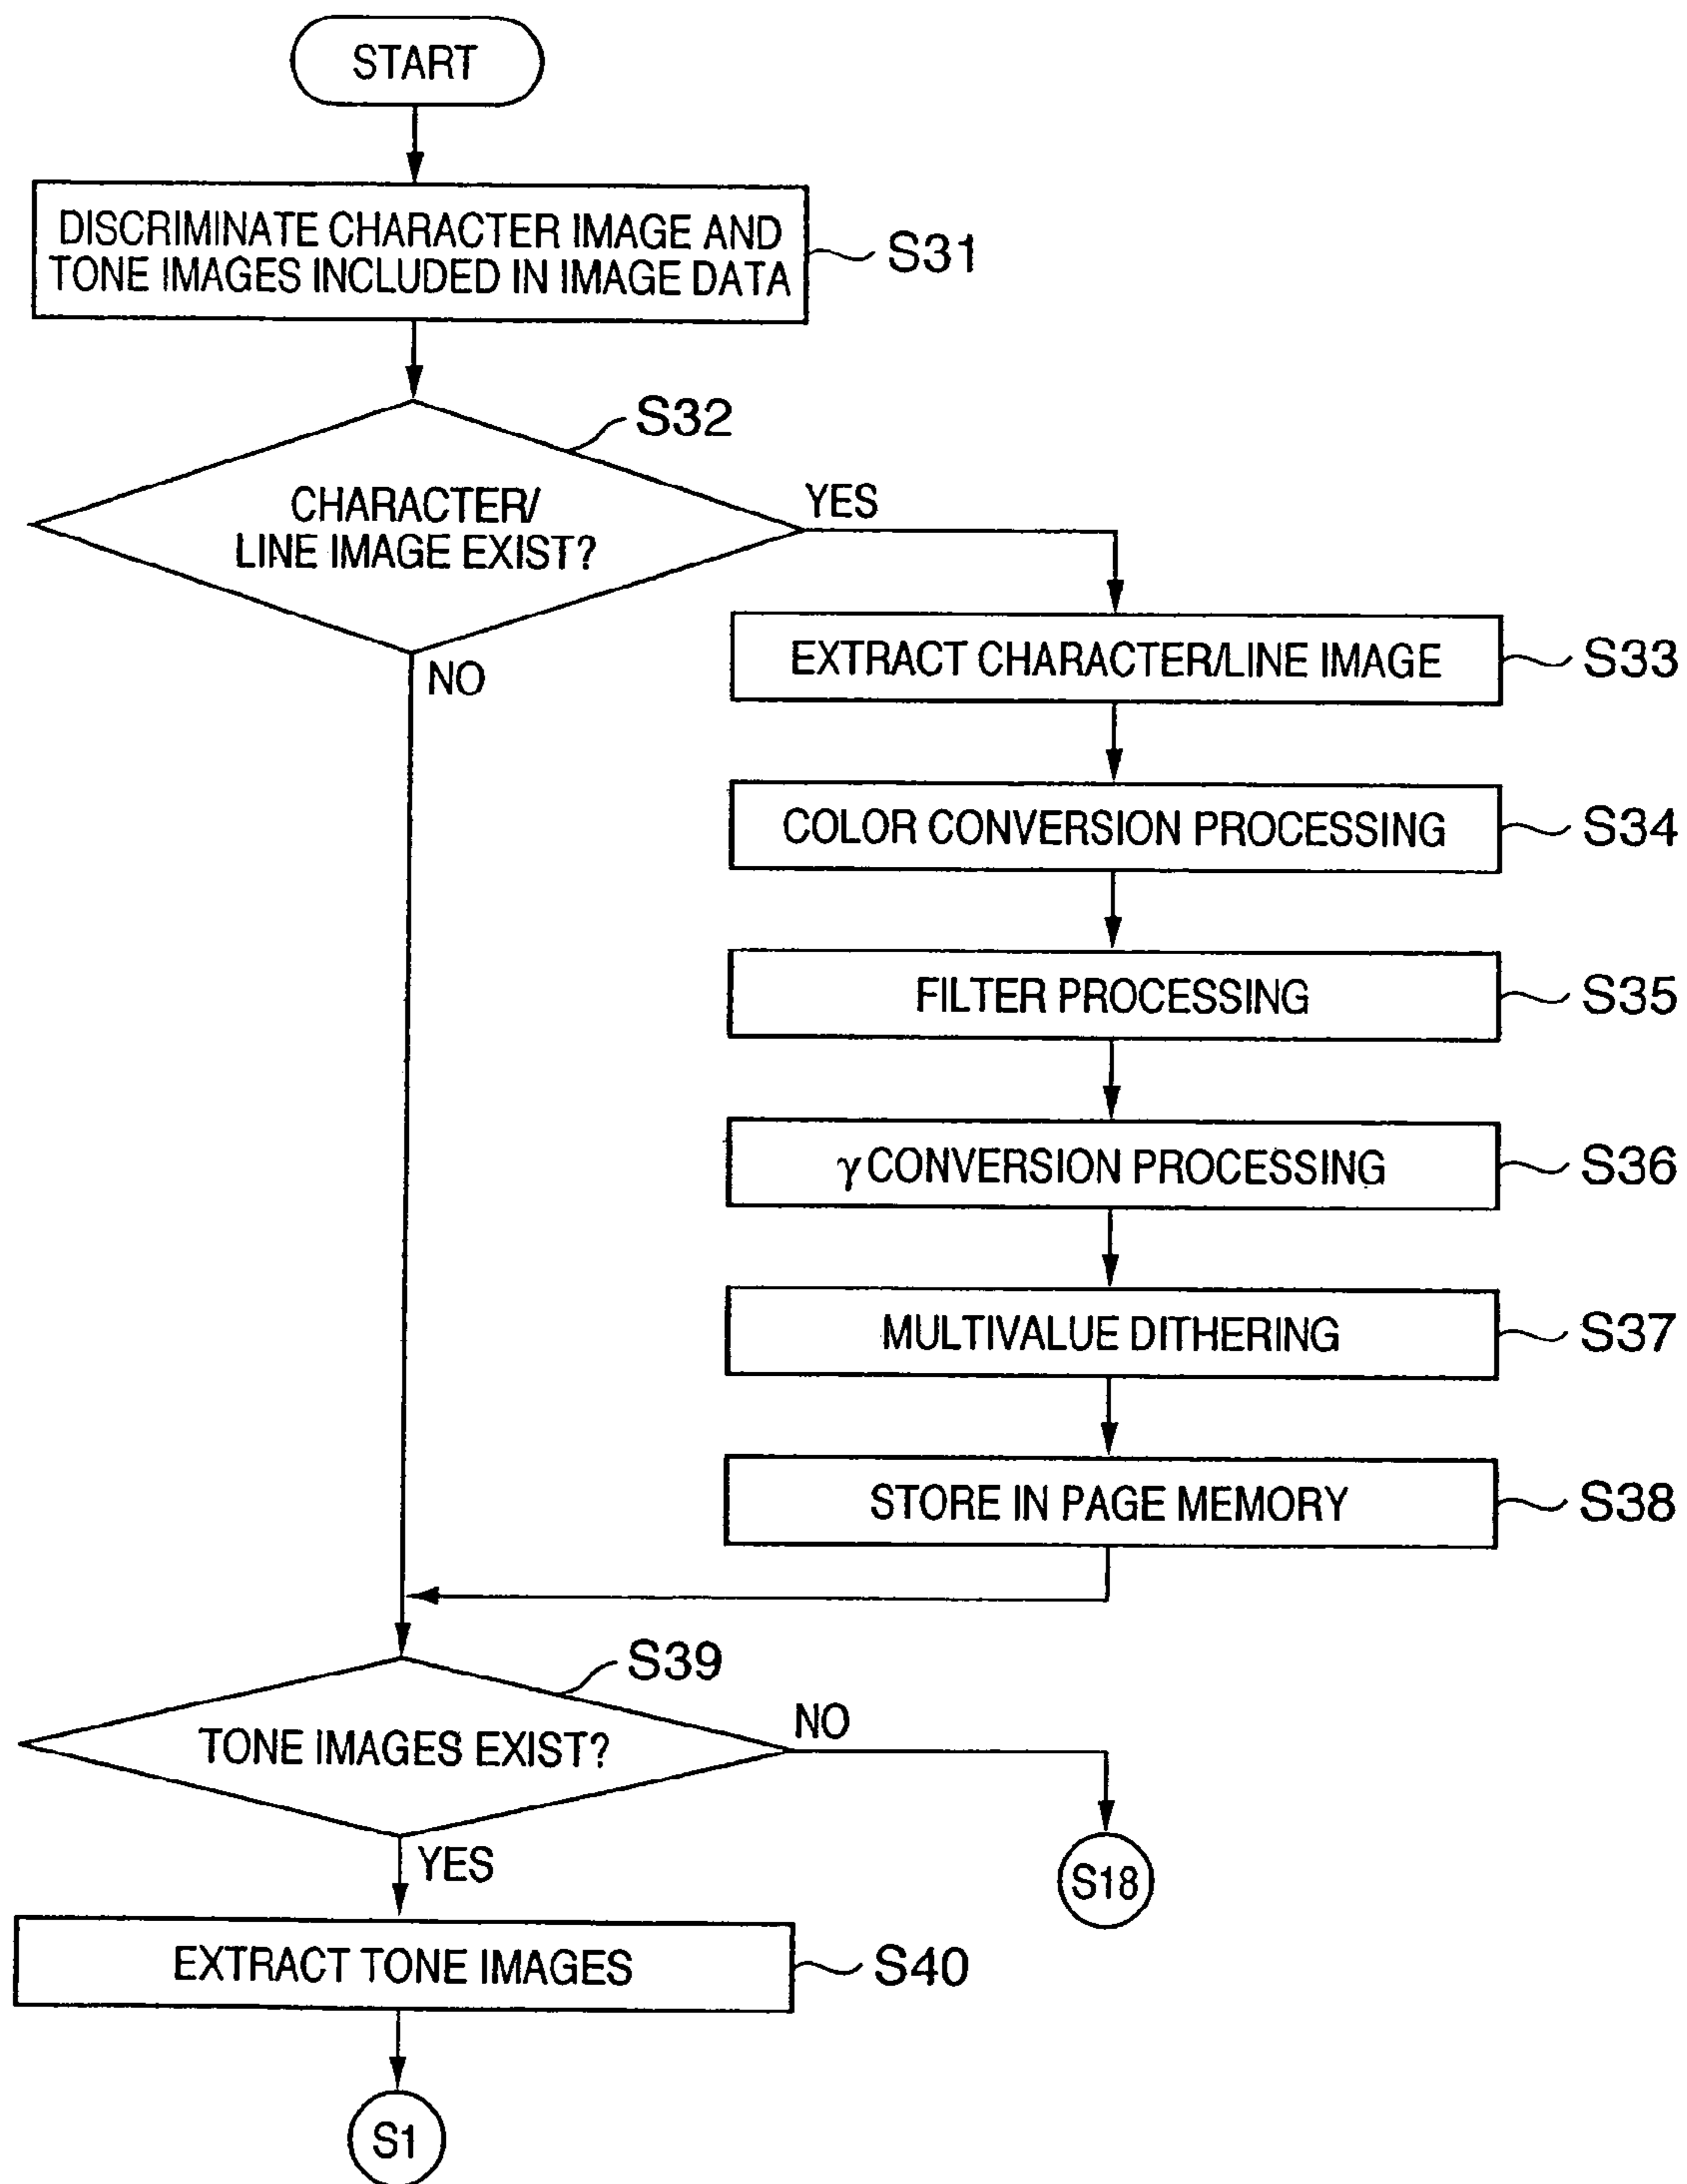 START
DISCRIMINATE CHARACTER IMAGE AND
TONE IMAGES INCLUDED IN IMAGE DATA
S31
S32
CHARACTER/
LINE IMAGE EXIST?
YES
NO
EXTRACT CHARACTER/LINE IMAGE
S33
COLOR CONVERSION PROCESSING
S34
FILTER PROCESSING
S35
γ CONVERSION PROCESSING
S36
MULTIVALUE DITHERING
S37
STORE IN PAGE MEMORY
S38
S39
TONE IMAGES EXIST?
NO
YES
S18
EXTRACT TONE IMAGES
S40
S1